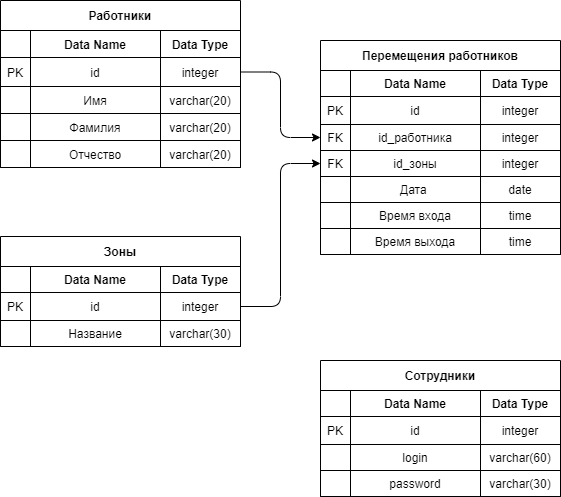 Работники
Data Name Data Type
PK id integer
Имя varchar(20)
Фамилия varchar(20)
Отчество varchar(20)
Перемещения работников
Data Name Data Type
PK id integer
FK id_работника integer
FK id_зоны integer
Дата date
Время входа time
Время выхода time
Зоны
Data Name Data Type
PK id integer
Название varchar(30)
Сотрудники
Data Name Data Type
PK id integer
login varchar(60)
password varchar(30)